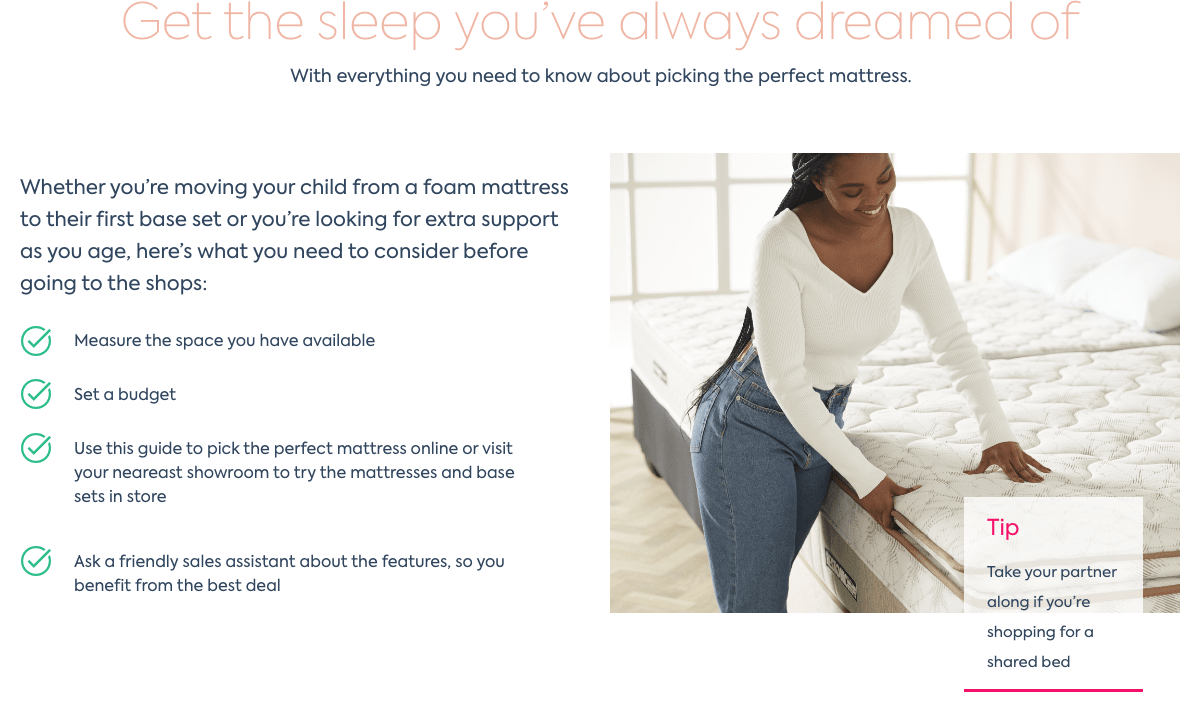 Get the sleep you've always dreamed of
With everything you need to know about picking the perfect mattress.
Whether you're moving your child from a foam mattress
to their first base set or you're looking for extra support
as you age, here's what you need to consider before
going to the shops:
Measure the space you have available
Set a budget
Use this guide to pick the perfect mattress online or visit
your neareast showroom to try the mattresses and base
sets in store
Ask a friendly sales assistant about the features, so you
benefit from the best deal
Tip
Take your partner
along if you're
shopping for a
shared bed